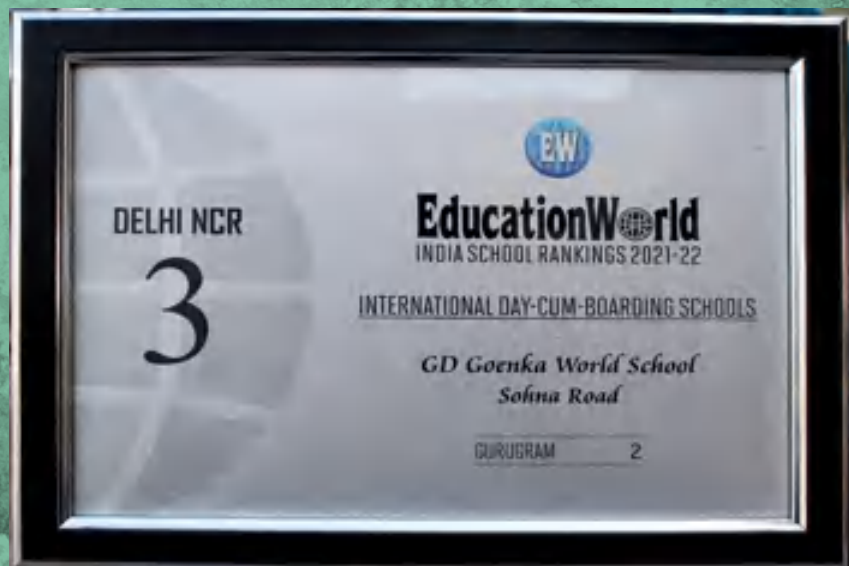 DELHI NCR
3
EW
EducationWorld
INDIA SCHOOL RANKINGS 2021-22
INTERNATIONAL DAY-CUM-BOARDING SCHOOLS
GD Goenka World School
Sohna Road
GURUGRAM 2